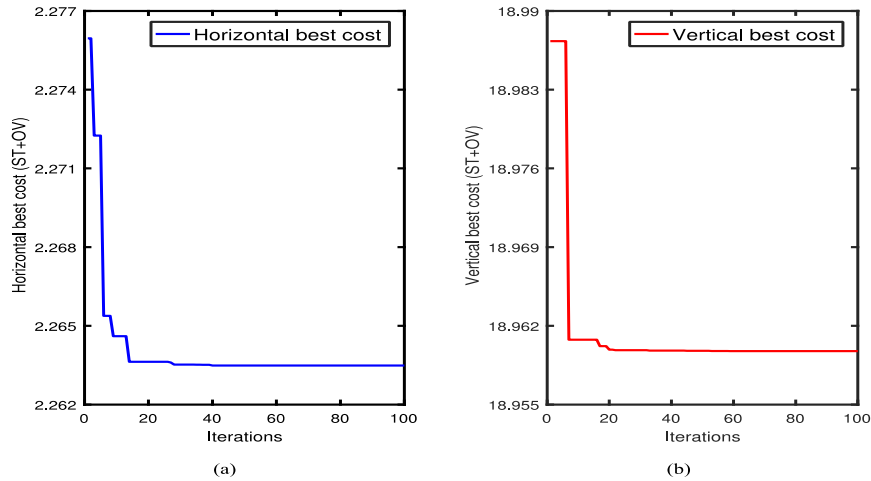 2.277
2.274
2.271
2.268
2.265
2.262
Horizontal best cost (ST+OV)
Horizontal best cost
0 20 40 60 80 100
Iterations
(a)
18.99
18.983
18.976
18.969
18.962
18.955
Vertical best cost (ST+OV)
Vertical best cost
0 20 40 60 80 100
Iterations
(b)